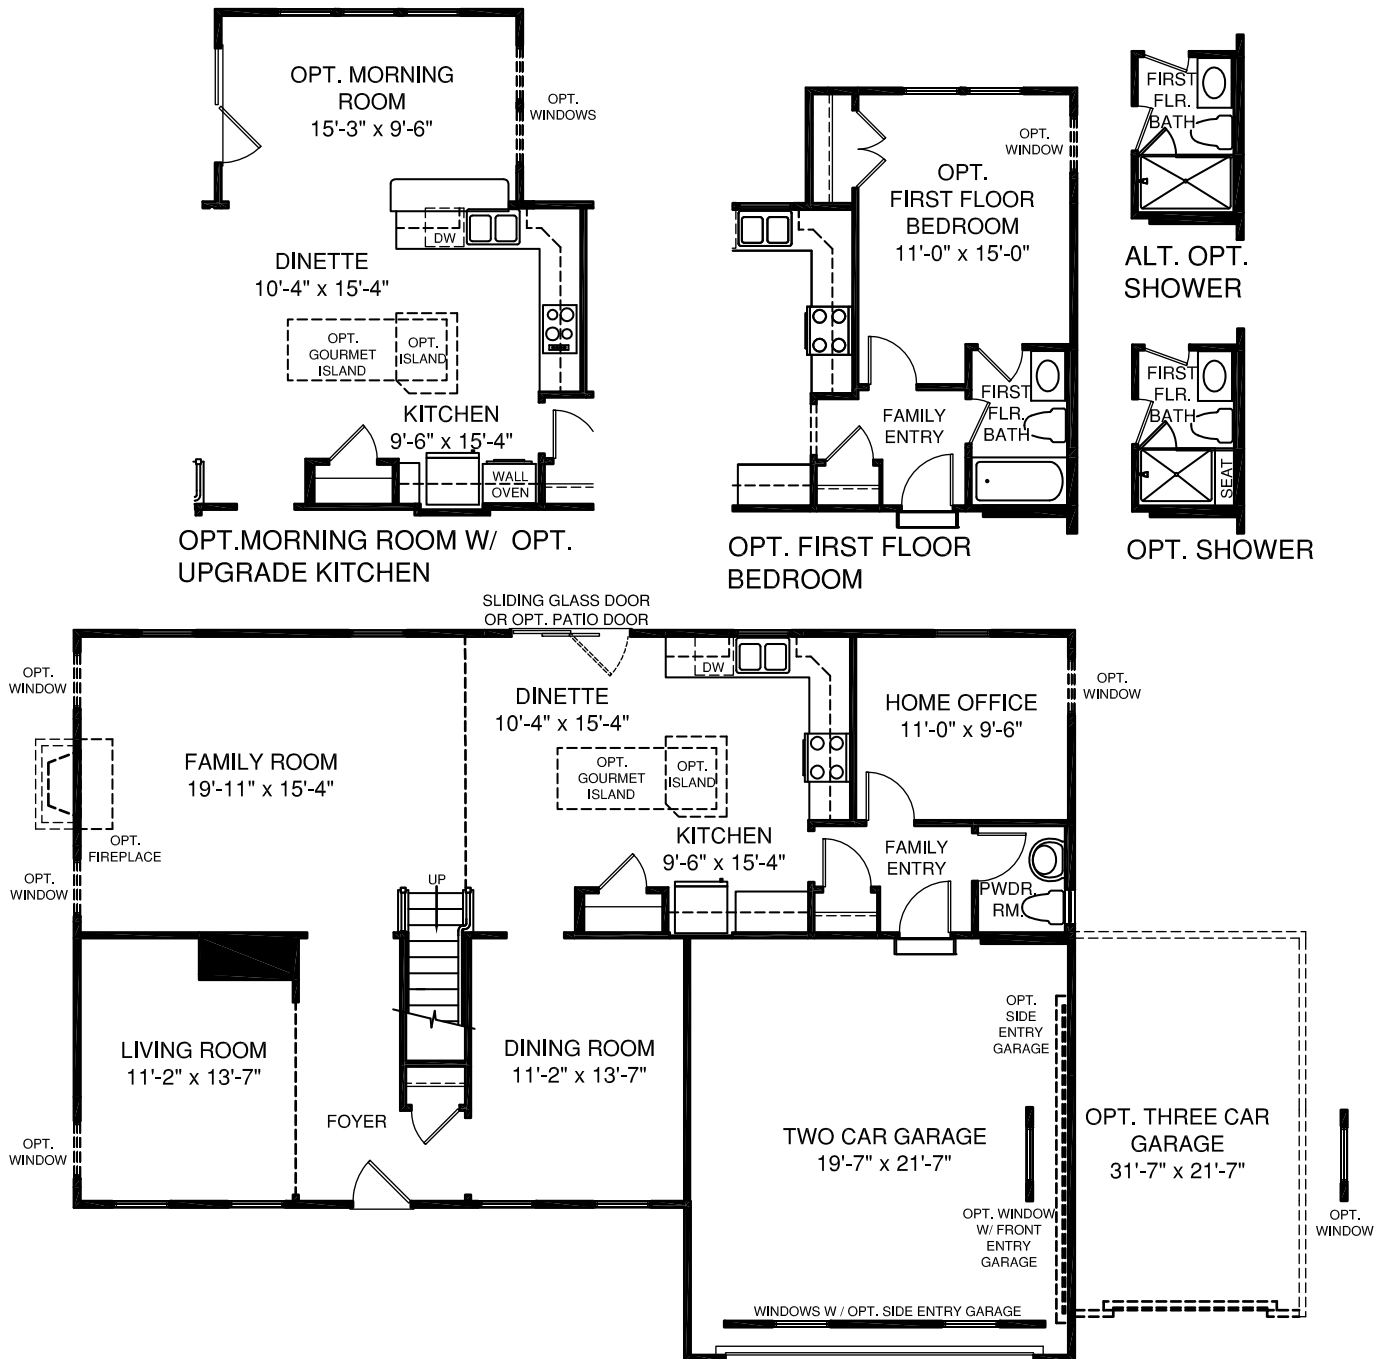 OPT. MORNING
ROOM
15'-3" x 9'-6"
OPT.
WINDOWS
DW
DINETTE
10'-4" x 15'-4"
OPT.
GOURMET
ISLAND
OPT.
ISLAND
KITCHEN
9'-6" x 15'-4"
WALL
OVEN
OPT.MORNING ROOM W/ OPT.
UPGRADE KITCHEN
OPT.
WINDOW
OPT.
FIRST FLOOR
BEDROOM
11'-0" x 15'-0"
FAMILY
ENTRY
FIRST
FLR.
BATH
OPT. FIRST FLOOR
BEDROOM
FIRST
FLR.
BATH
ALT. OPT.
SHOWER
FIRST
FLR.
BATH
SEAT
OPT. SHOWER
SLIDING GLASS DOOR
OR OPT. PATIO DOOR
OPT.
WINDOW
FAMILY ROOM
19'-11" x 15'-4"
OPT.
FIREPLACE
OPT.
WINDOW
UP
DINETTE
10'-4" x 15'-4"
DW
OPT.
GOURMET
ISLAND
OPT.
ISLAND
KITCHEN
9'-6" x 15'-4"
HOME OFFICE
11'-0" x 9'-6"
OPT.
WINDOW
FAMILY
ENTRY
PWDR.
RM.
LIVING ROOM
11'-2" x 13'-7"
OPT.
WINDOW
FOYER
DINING ROOM
11'-2" x 13'-7"
OPT.
SIDE
ENTRY
GARAGE
TWO CAR GARAGE
19'-7" x 21'-7"
OPT. WINDOW
W/ FRONT
ENTRY
GARAGE
WINDOWS W / OPT. SIDE ENTRY GARAGE
OPT. THREE CAR
GARAGE
31'-7" x 21'-7"
OPT.
WINDOW